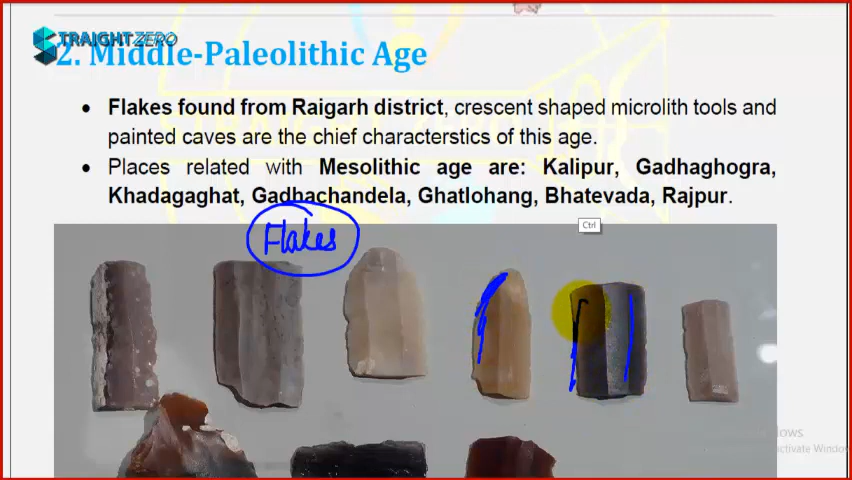 STRAIGHTZERO
2. Middle-Paleolithic Age
• Flakes found from Raigarh district, crescent shaped microlith tools and
painted caves are the chief characterstics of this age.
• Places related with Mesolithic age are: Kalipur, Gadhaghogra,
Khadagaghat, Gadhachandela, Ghatlohang, Bhatevada, Rajpur.
Ctrl
Flakes